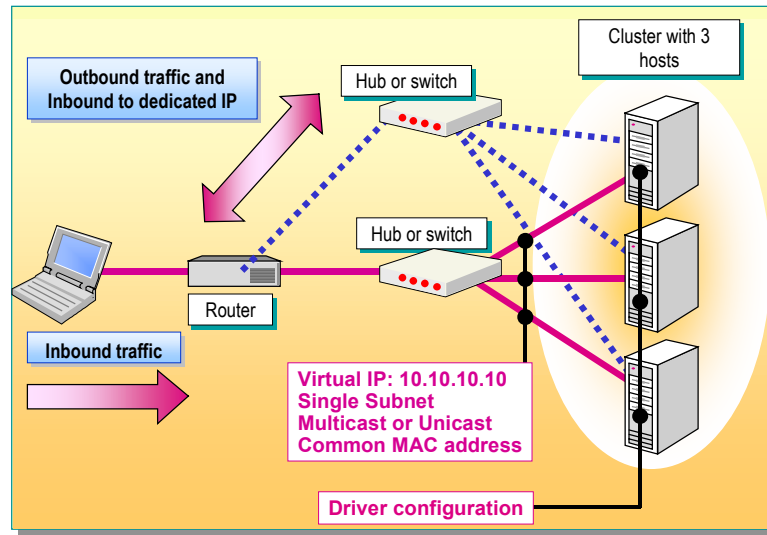 Outbound traffic and
Inbound to dedicated IP
Hub or switch
Cluster with 3
hosts
Hub or switch
Router
Inbound traffic
Virtual IP: 10.10.10.10
Single Subnet
Multicast or Unicast
Common MAC address
Driver configuration